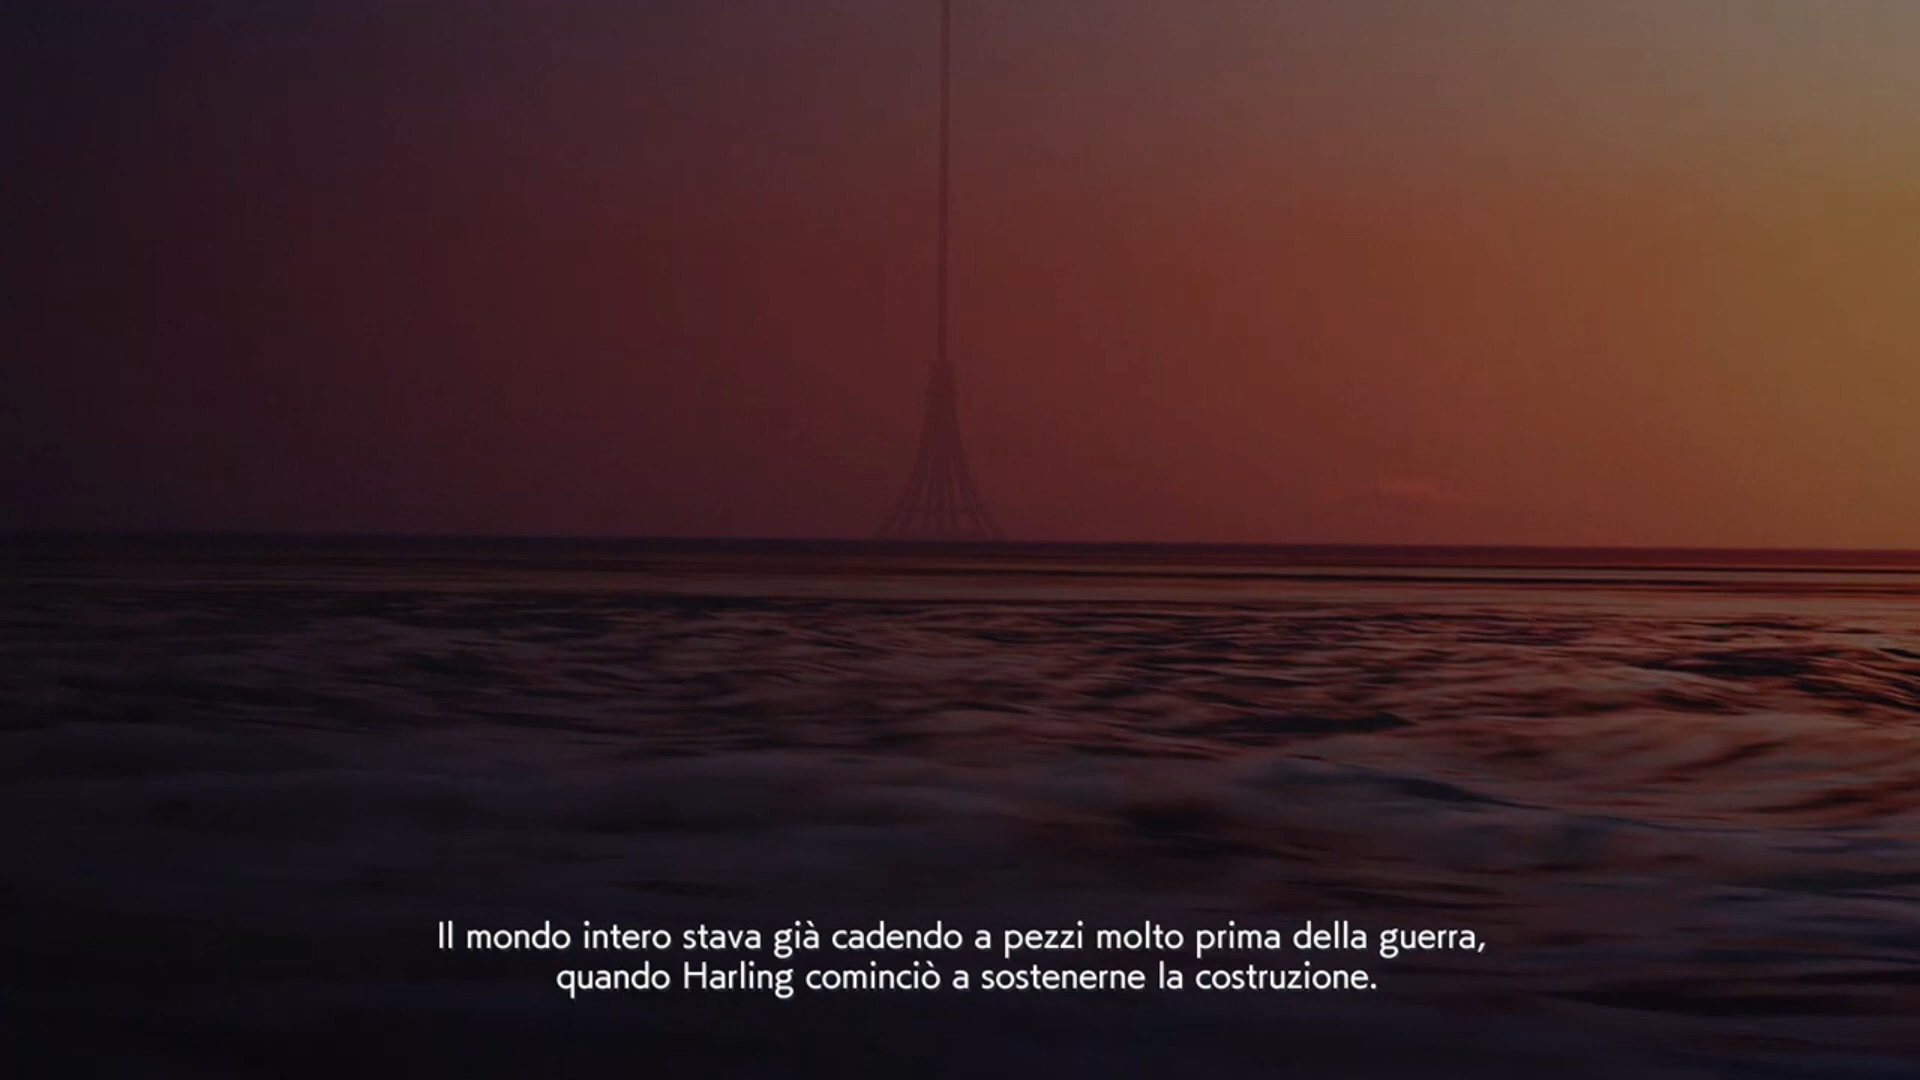 Il mondo intero stava già cadendo a pezzi molto prima della guerra,
quando Harling cominciò a sostenerne la costruzione.